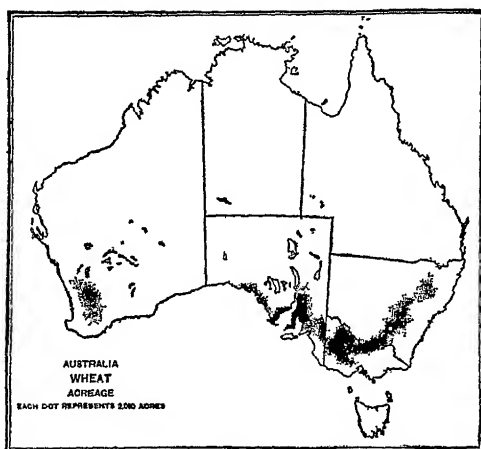 AUSTRALIA
WHEAT
ACREAGE
EACH DOT REPRESENTS 2,000 ACRES